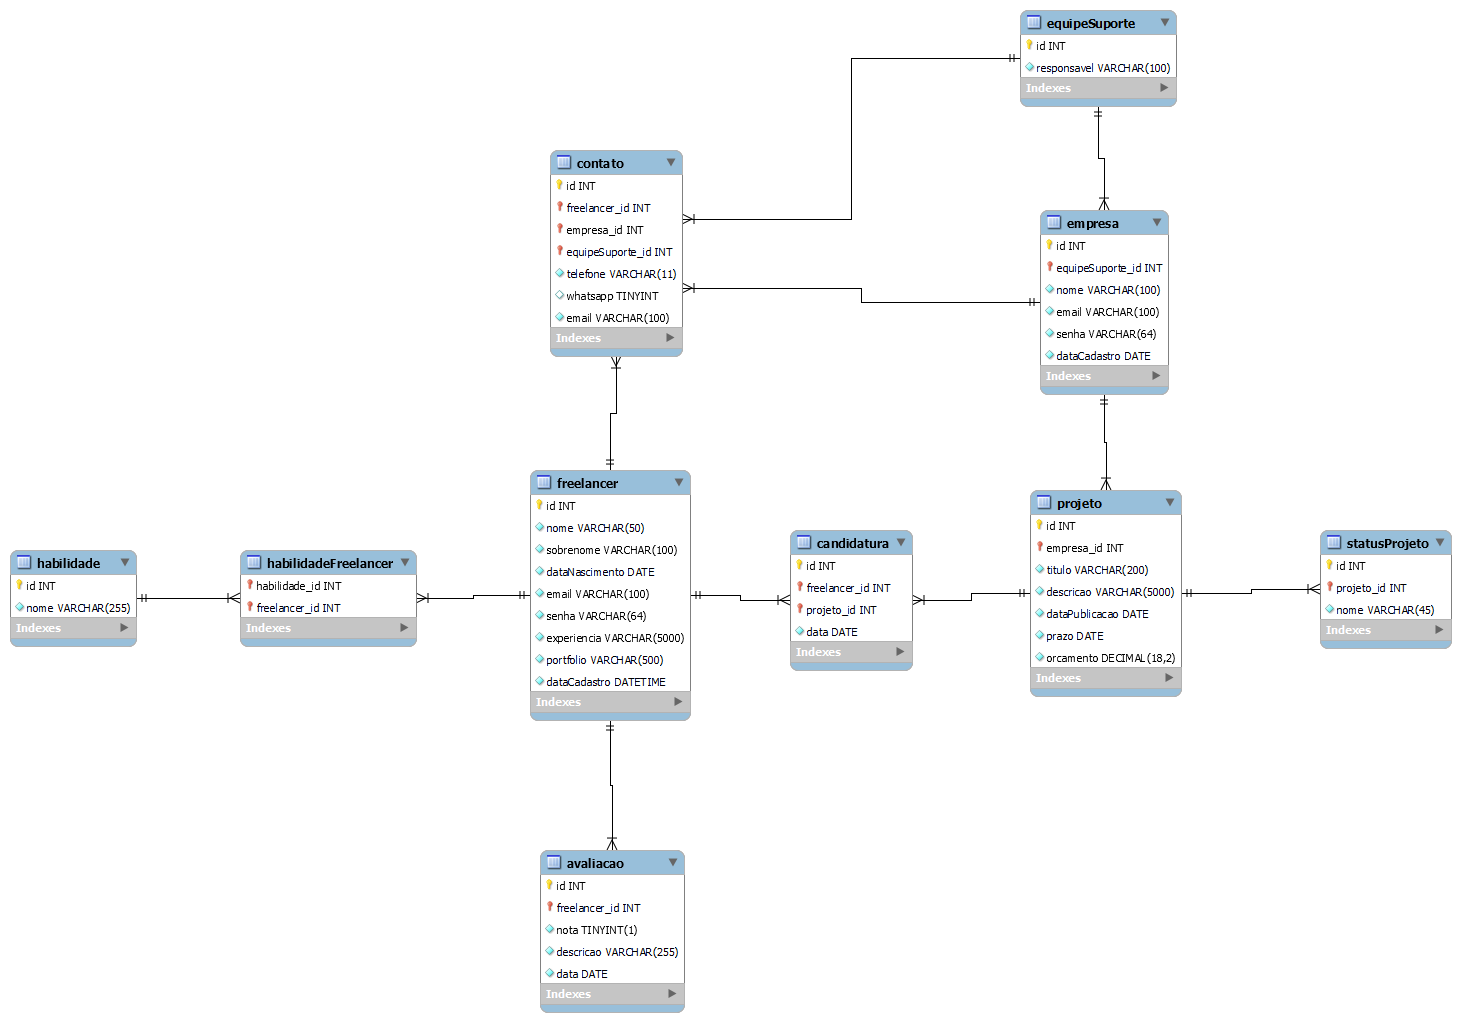 equipeSuporte
id INT
responsavel VARCHAR(100)
Indexes
contato
id INT
freelancer_id INT
empresa_id INT
equipeSuporte_id INT
telefone VARCHAR(11)
whatsapp TINYINT
email VARCHAR(100)
Indexes
empresa
id INT
equipeSuporte_id INT
nome VARCHAR(100)
email VARCHAR(100)
senha VARCHAR(64)
dataCadastro DATE
Indexes
freelancer
id INT
nome VARCHAR(50)
sobrenome VARCHAR(100)
dataNascimento DATE
email VARCHAR(100)
senha VARCHAR(64)
experiencia VARCHAR(5000)
portfolio VARCHAR(500)
dataCadastro DATETIME
Indexes
projeto
id INT
empresa_id INT
titulo VARCHAR(200)
descricao VARCHAR(5000)
dataPublicacao DATE
prazo DATE
orcamento DECIMAL(18,2)
Indexes
habilidade
id INT
nome VARCHAR(255)
Indexes
habilidadeFreelancer
habilidade_id INT
freelancer_id INT
Indexes
candidatura
id INT
freelancer_id INT
projeto_id INT
data DATE
Indexes
statusProjeto
id INT
projeto_id INT
nome VARCHAR(45)
Indexes
avaliacao
id INT
freelancer_id INT
nota TINYINT(1)
descricao VARCHAR(255)
data DATE
Indexes